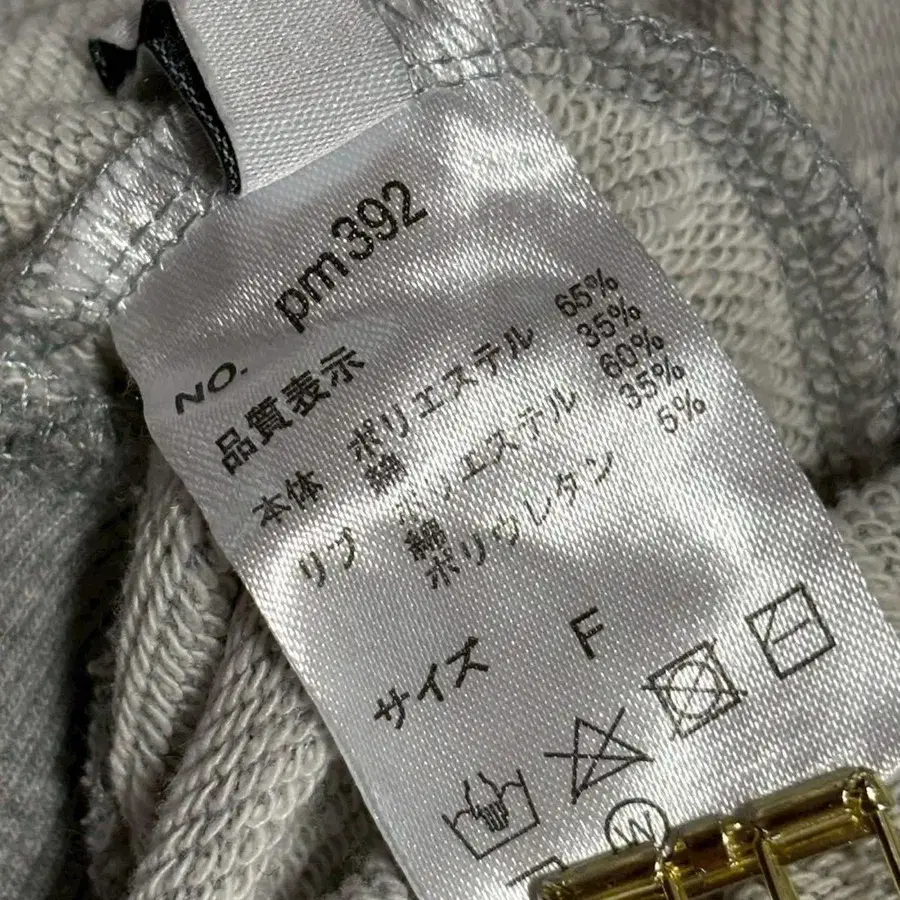 NO. pm392
品質表示
本体 ポリエステル 65%
綿 35%
リブ ポリエステル 60%
綿 35%
ポリウレタン 5%
サイズ F
W